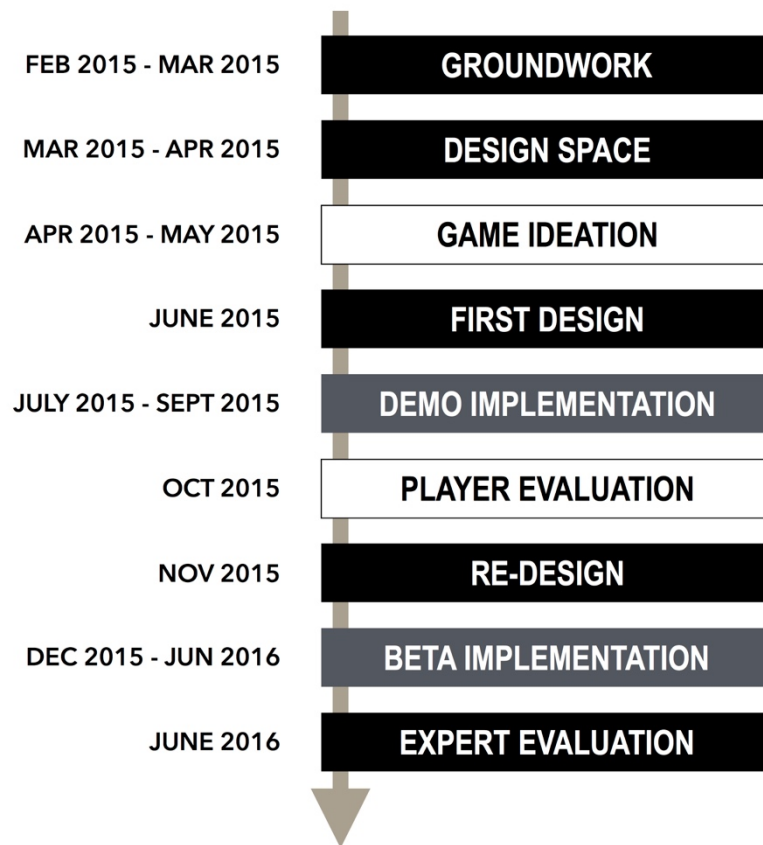 FEB 2015 - MAR 2015 GROUNDWORK
MAR 2015 - APR 2015 DESIGN SPACE
APR 2015 - MAY 2015 GAME IDEATION
JUNE 2015 FIRST DESIGN
JULY 2015 - SEPT 2015 DEMO IMPLEMENTATION
OCT 2015 PLAYER EVALUATION
NOV 2015 RE-DESIGN
DEC 2015 - JUN 2016 BETA IMPLEMENTATION
JUNE 2016 EXPERT EVALUATION